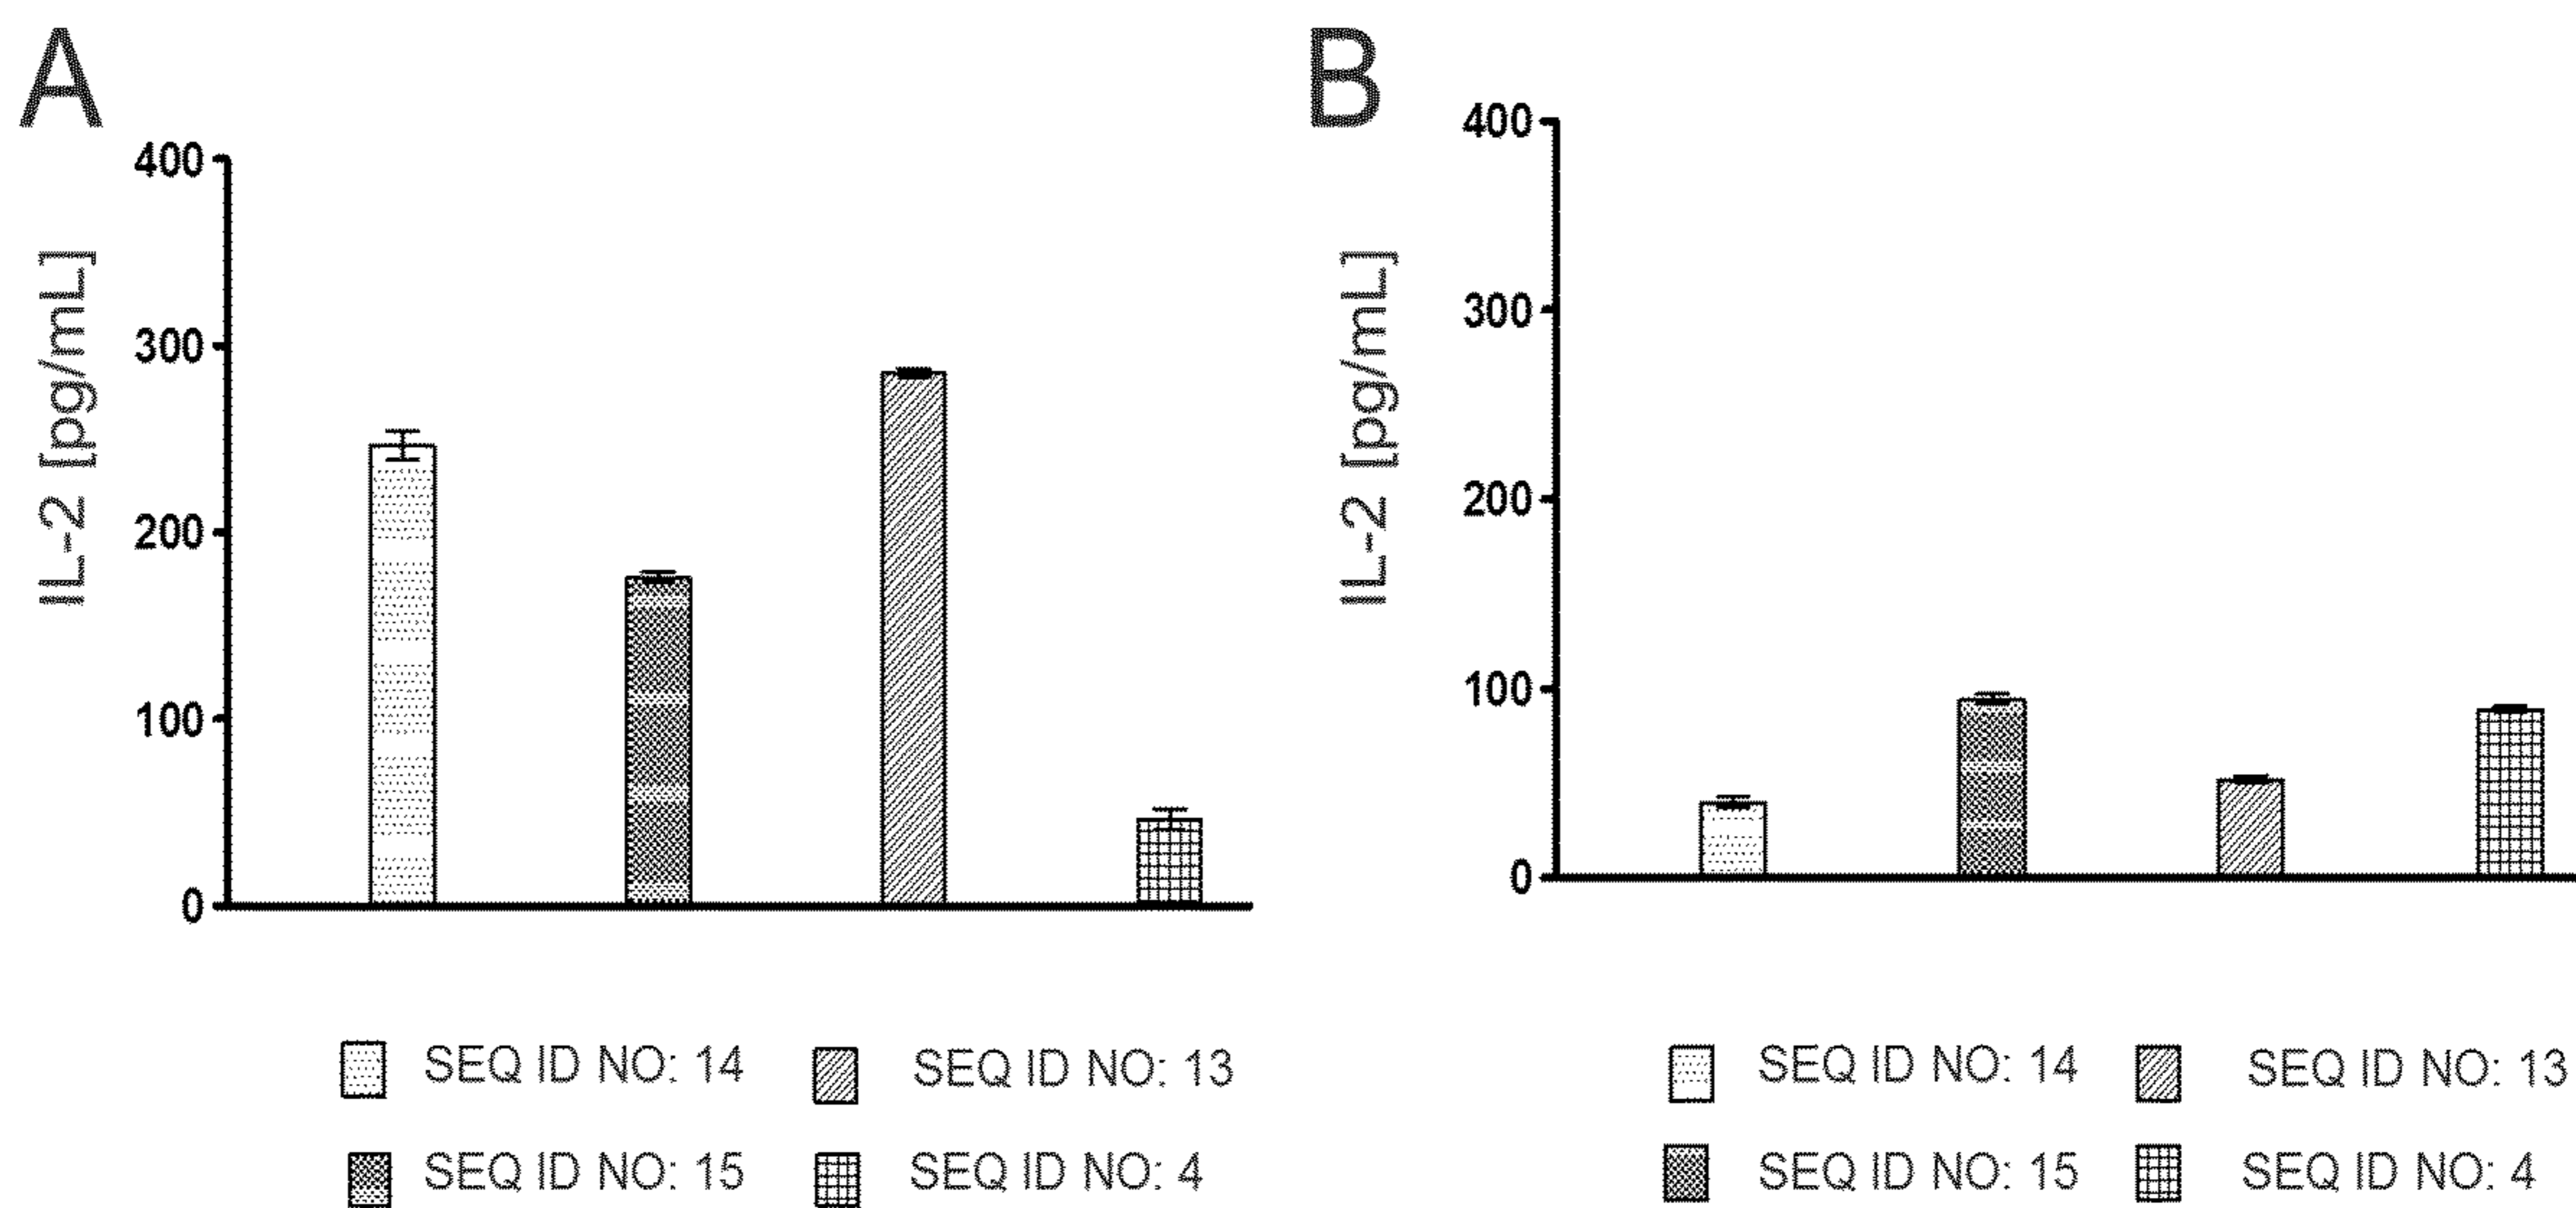 A
400
300
200
100
0
IL-2 [pg/mL]
SEQ ID NO: 14
SEQ ID NO: 13
SEQ ID NO: 15
SEQ ID NO: 4
B
400
300
200
100
0
IL-2 [pg/mL]
SEQ ID NO: 14
SEQ ID NO: 13
SEQ ID NO: 15
SEQ ID NO: 4